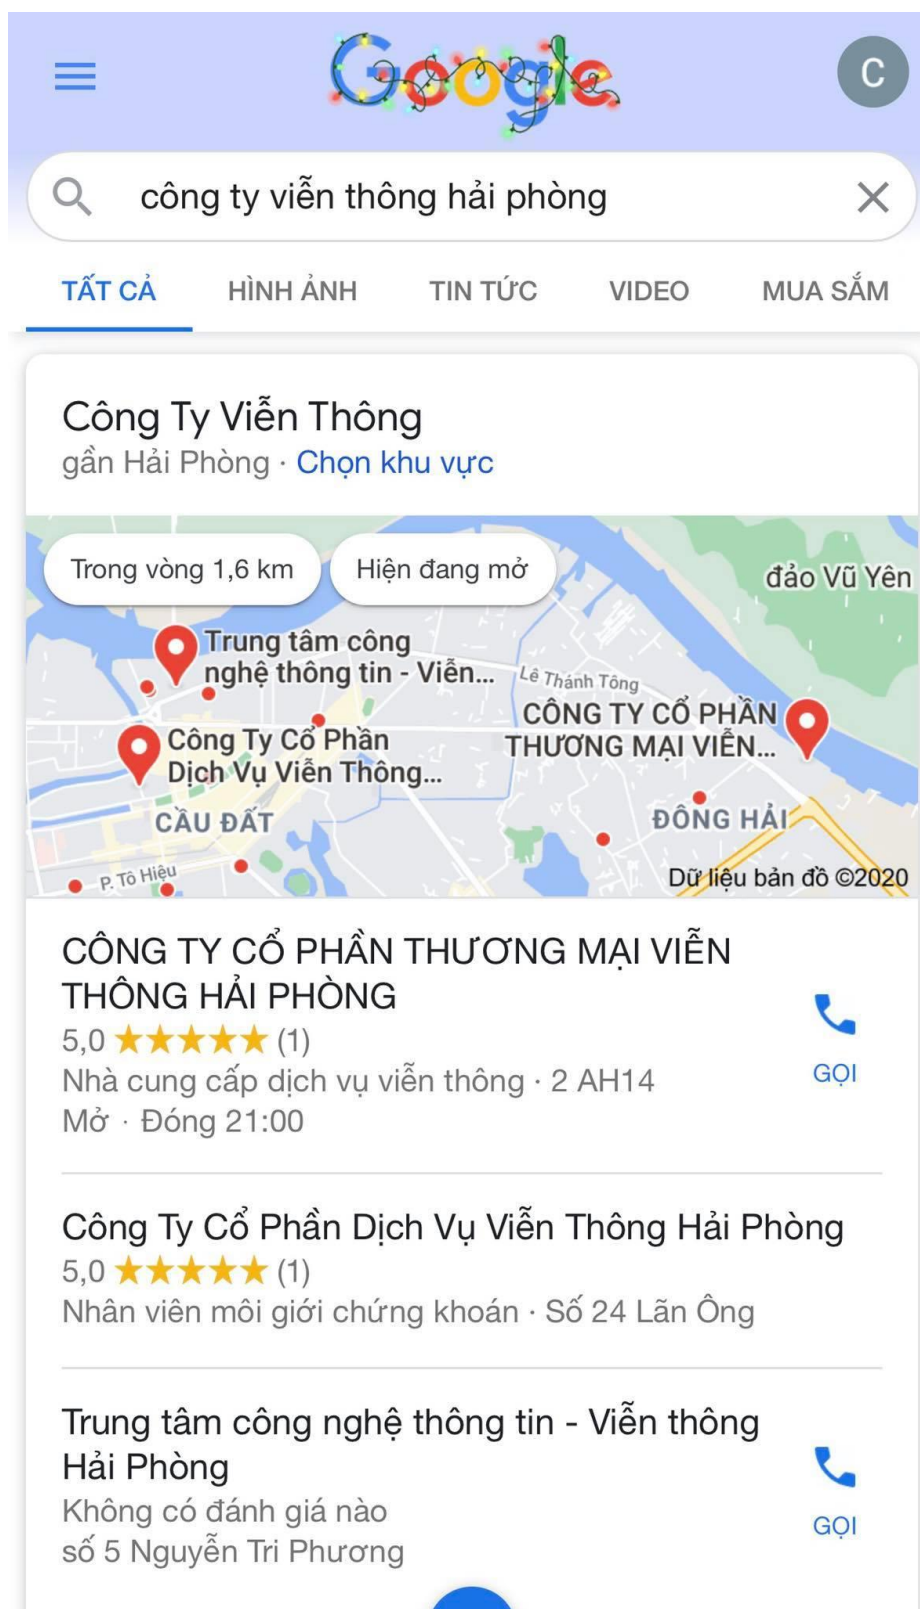 Google
C
công ty viễn thông hải phòng
TẤT CẢ HÌNH ẢNH TIN TỨC VIDEO MUA SẮM
Công Ty Viễn Thông
gần Hải Phòng · Chọn khu vực
Trong vòng 1,6 km
Hiện đang mở
đảo Vũ Yên
Trung tâm công
nghệ thông tin - Viễn...
Lê Thánh Tông
CÔNG TY CỔ PHẦN
THƯƠNG MẠI VIỄN...
Công Ty Cổ Phần
Dịch Vụ Viễn Thông...
CẦU ĐẤT
ĐÔNG HẢI
P. Tô Hiệu
Dữ liệu bản đồ ©2020
CÔNG TY CỔ PHẦN THƯƠNG MẠI VIỄN
THÔNG HẢI PHÒNG
5,0 ★★★★★ (1)
Nhà cung cấp dịch vụ viễn thông · 2 AH14
Mở · Đóng 21:00
GỌI
Công Ty Cổ Phần Dịch Vụ Viễn Thông Hải Phòng
5,0 ★★★★★ (1)
Nhân viên môi giới chứng khoán · Số 24 Lãn Ông
Trung tâm công nghệ thông tin - Viễn thông
Hải Phòng
Không có đánh giá nào
số 5 Nguyễn Tri Phương
GỌI